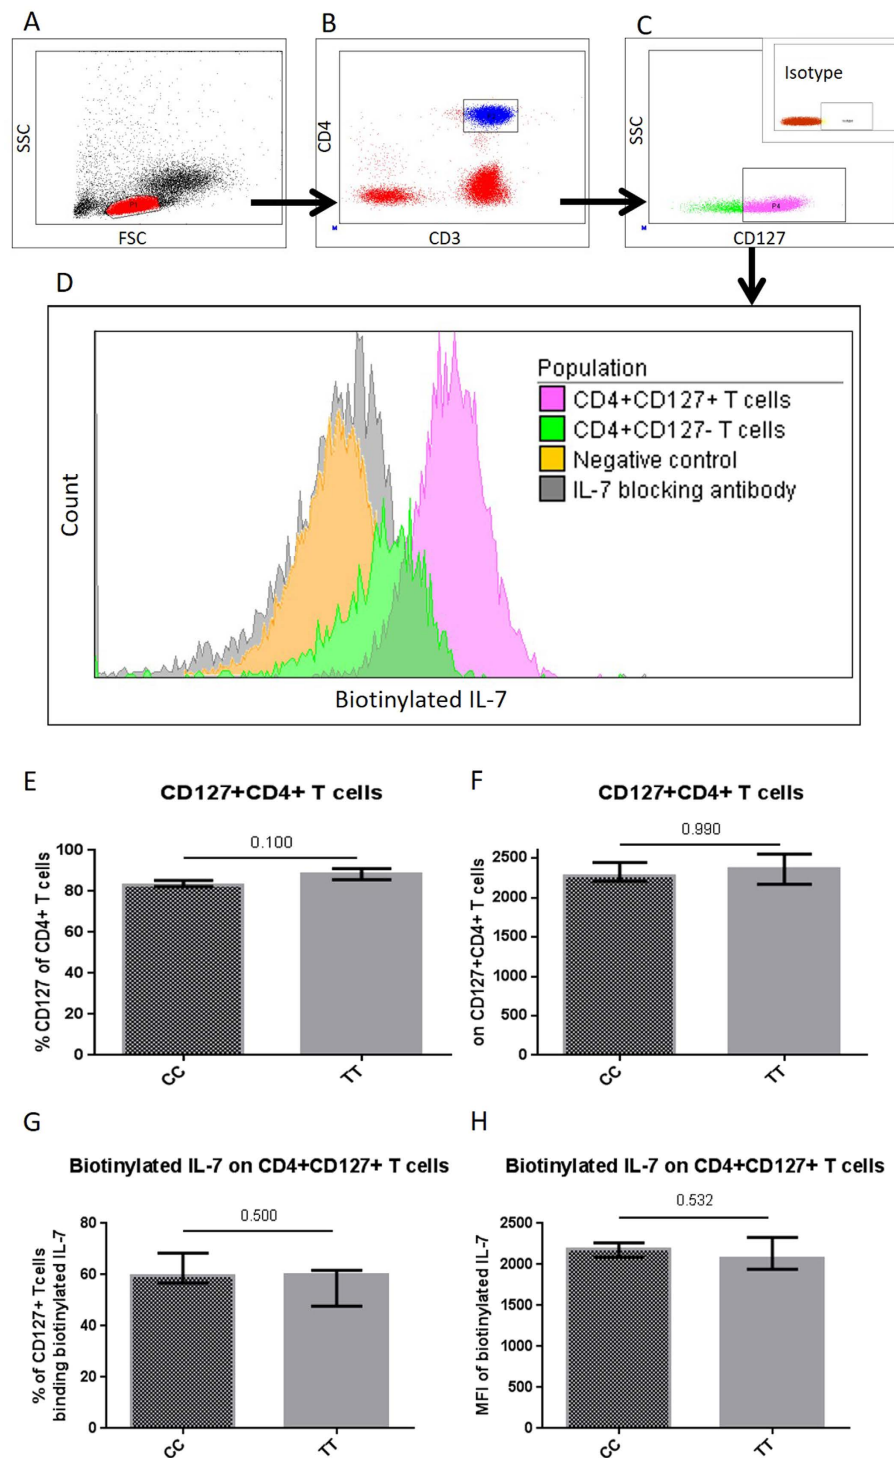 A
SSC
P1
FSC
B
CD4
CD3
C
SSC
Isotype
P4
CD127
D
Count
Population
CD4+CD127+ T cells
CD4+CD127- T cells
Negative control
IL-7 blocking antibody
Biotinylated IL-7
E
CD127+CD4+ T cells
0.100
% CD127 of CD4+ T cells
100
80
60
40
20
0
CC
TT
F
CD127+CD4+ T cells
0.990
on CD127+CD4+ T cells
2500
2000
1500
1000
500
0
CC
TT
G
Biotinylated IL-7 on CD4+CD127+ T cells
0.500
% of CD127+ Tcells
binding biotinylated IL-7
80
60
40
20
0
CC
TT
H
Biotinylated IL-7 on CD4+CD127+ T cells
0.532
MFI of biotinylated IL-7
2500
2000
1500
1000
500
0
CC
TT